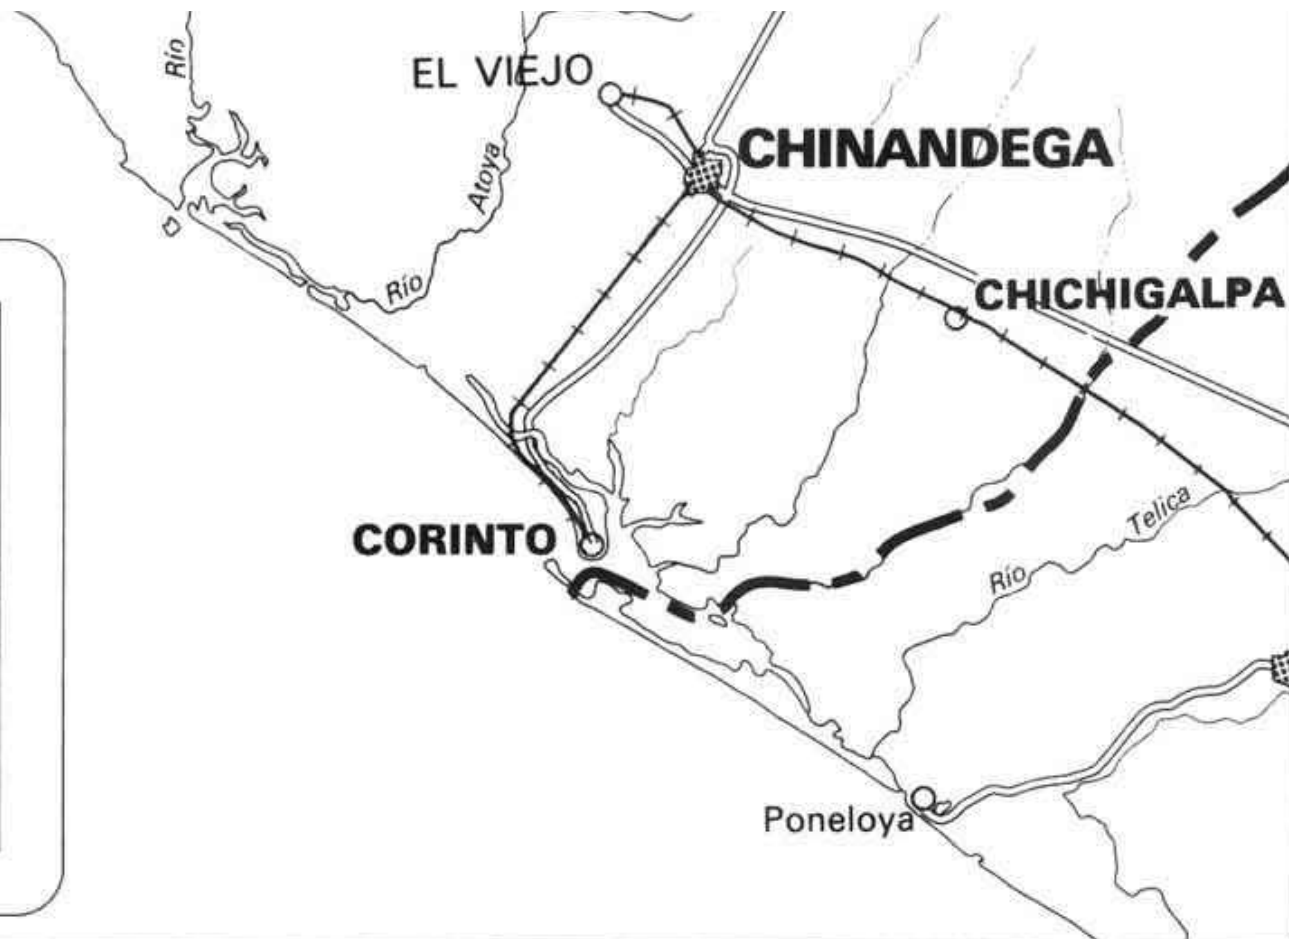 Río
EL VIEJO
CHINANDEGA
Atoya
Río
CHICHIGALPA
CORINTO
Telica
Río
Poneloya